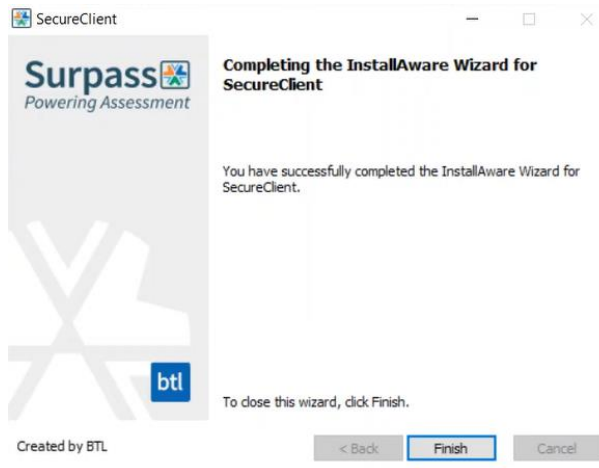 SecureClient
Surpass
Powering Assessment
Completing the InstallAware Wizard for
SecureClient
You have successfully completed the InstallAware Wizard for
SecureClient.
btl
To close this wizard, click Finish.
Created by BTL
< Back
Finish
Cancel